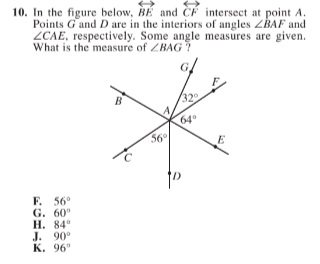 10. In the figure below, BE and CF intersect at point A.
Points G and D are in the interiors of angles ∠BAF and
∠CAE, respectively. Some angle measures are given.
What is the measure of ∠BAG ?
G
F
B
32°
A
64°
56°
E
C
D
F. 56°
G. 60°
H. 84°
J. 90°
K. 96°